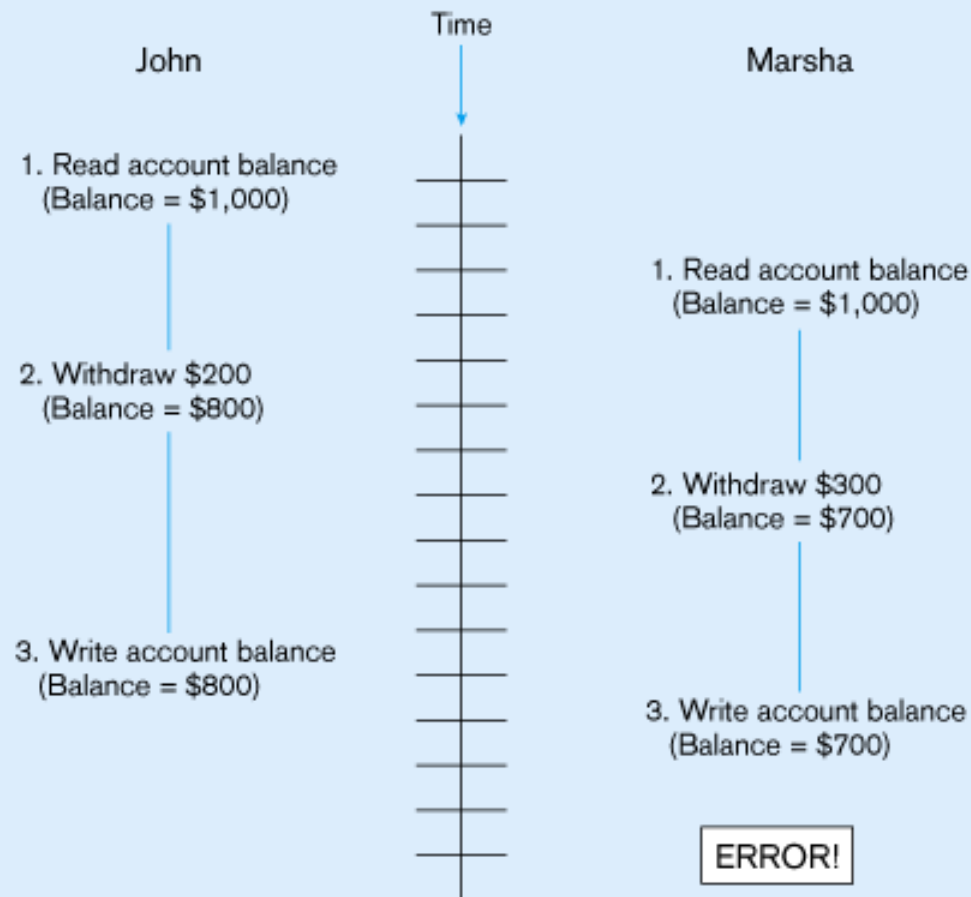 Time
John
Marsha
1. Read account balance
(Balance = $1,000)
1. Read account balance
(Balance = $1,000)
2. Withdraw $200
(Balance = $800)
2. Withdraw $300
(Balance = $700)
3. Write account balance
(Balance = $800)
3. Write account balance
(Balance = $700)
ERROR!